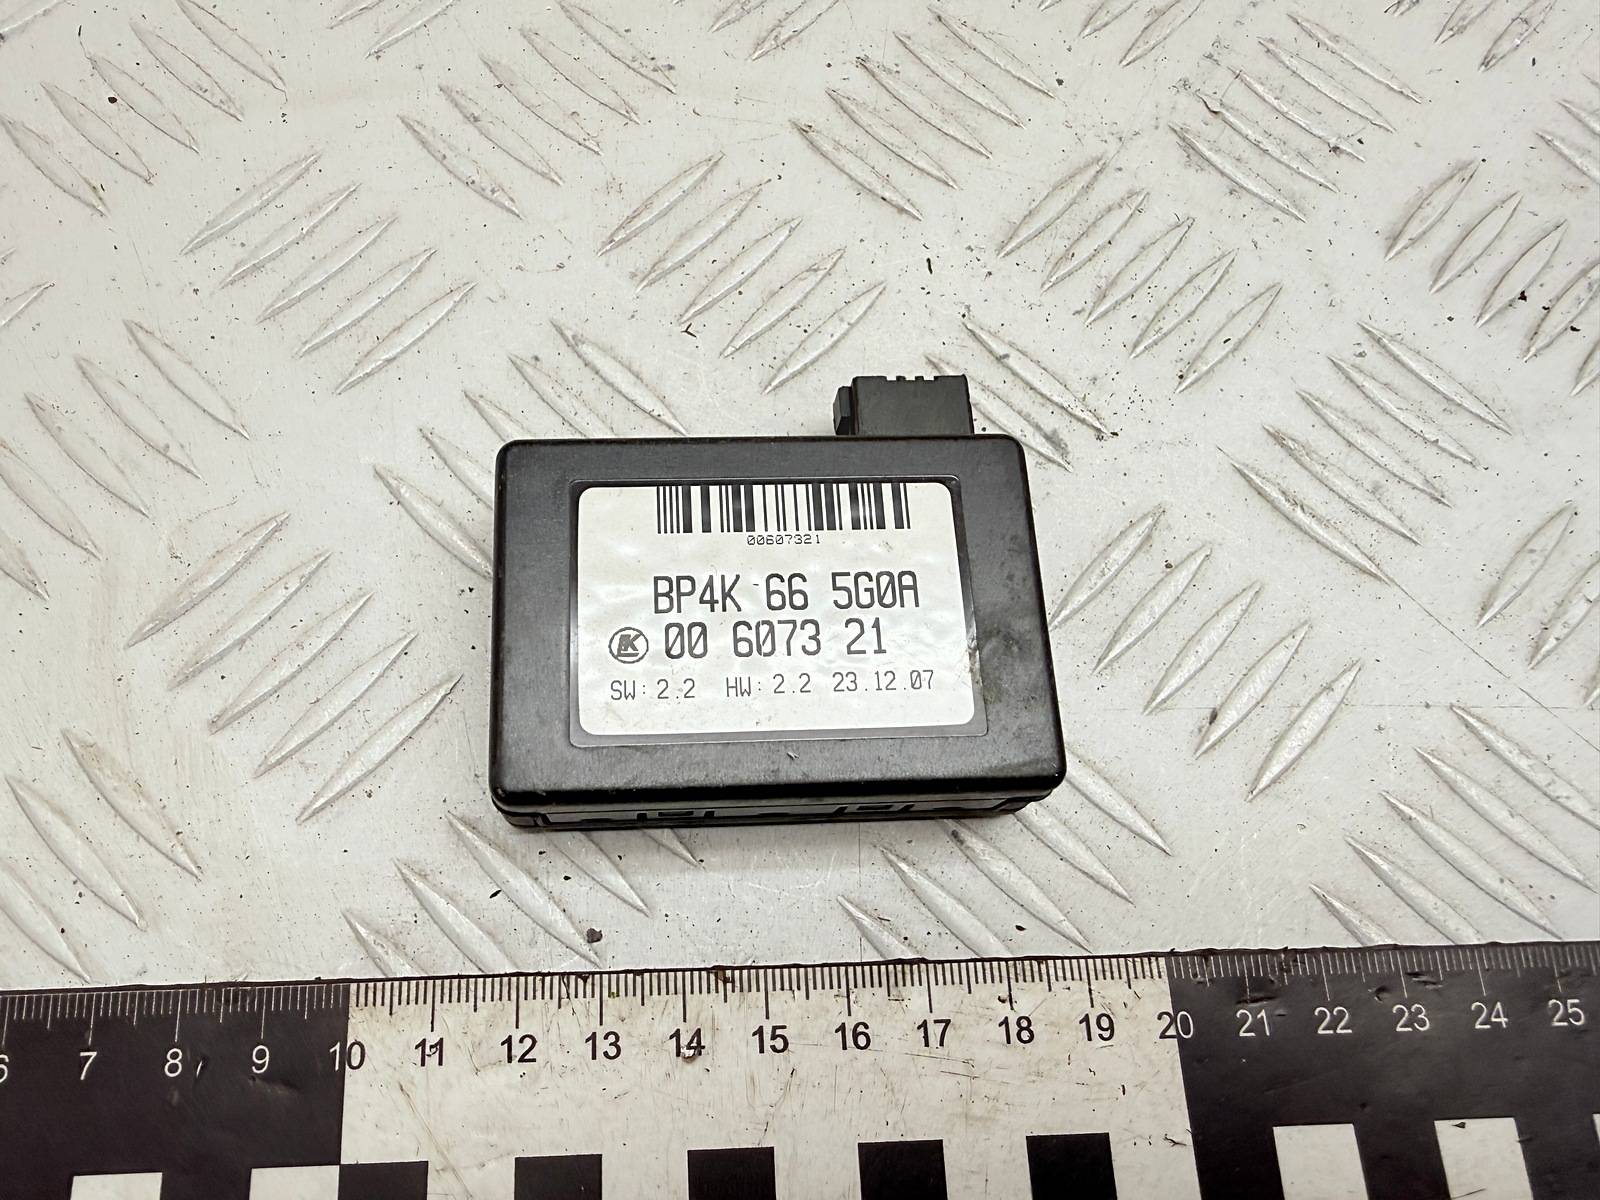 00607321
BP4K 66 5G0A
K 00 6073 21
SW: 2.2 HW: 2.2 23.12.07
6 7 8 9 10 11 12 13 14 15 16 17 18 19 20 21 22 23 24 25